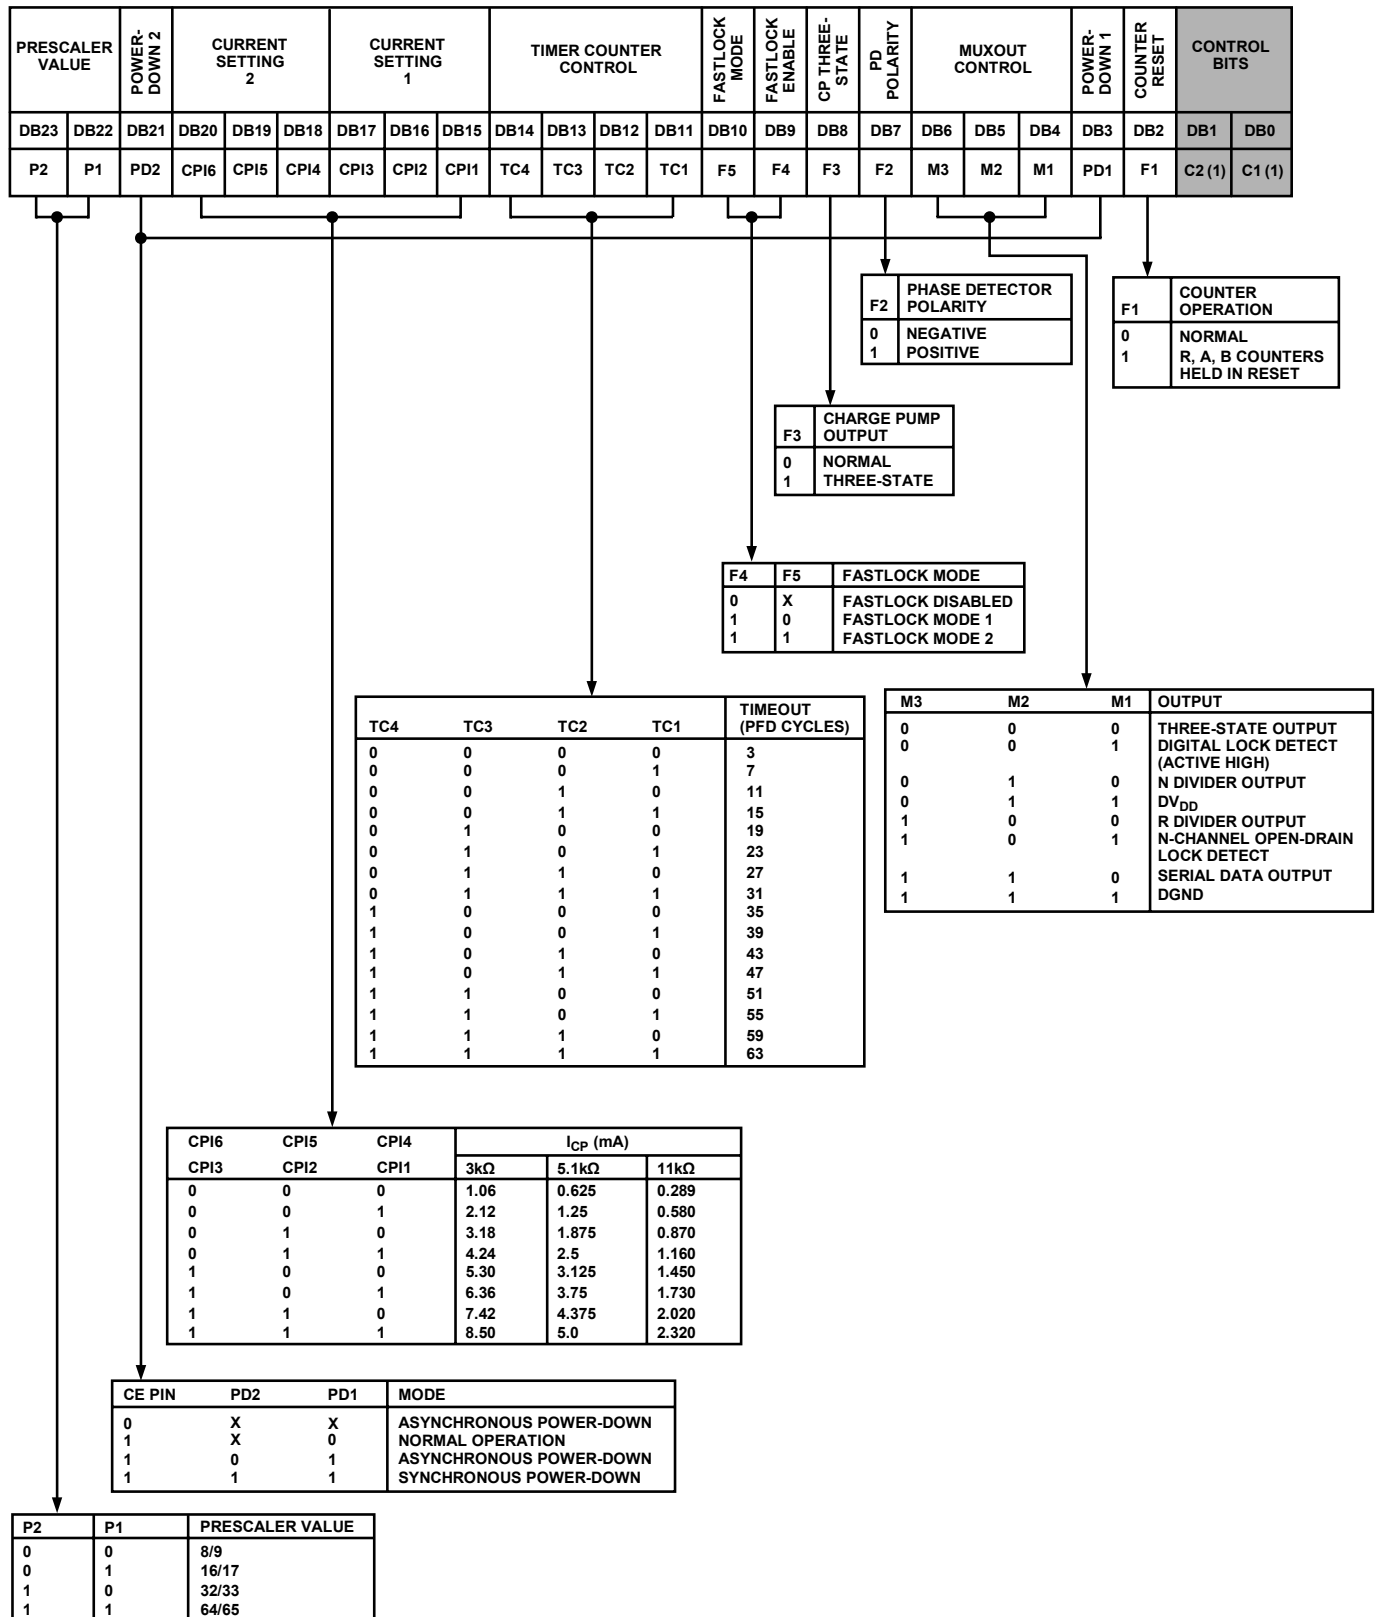 PRESCALER VALUE
POWER-DOWN 2
CURRENT SETTING 2
CURRENT SETTING 1
TIMER COUNTER CONTROL
FASTLOCK MODE
FASTLOCK ENABLE
CP THREE-STATE
PD POLARITY
MUXOUT CONTROL
POWER-DOWN 1
COUNTER RESET
CONTROL BITS
DB23 DB22 DB21 DB20 DB19 DB18 DB17 DB16 DB15 DB14 DB13 DB12 DB11 DB10 DB9 DB8 DB7 DB6 DB5 DB4 DB3 DB2 DB1 DB0
P2 P1 PD2 CPI6 CPI5 CPI4 CPI3 CPI2 CPI1 TC4 TC3 TC2 TC1 F5 F4 F3 F2 M3 M2 M1 PD1 F1 C2 (1) C1 (1)
F2 PHASE DETECTOR POLARITY
0 NEGATIVE
1 POSITIVE
F1 COUNTER OPERATION
0 NORMAL
1 R, A, B COUNTERS
HELD IN RESET
F3 CHARGE PUMP OUTPUT
0 NORMAL
1 THREE-STATE
F4 F5 FASTLOCK MODE
0 X FASTLOCK DISABLED
1 0 FASTLOCK MODE 1
1 1 FASTLOCK MODE 2
TC4 TC3 TC2 TC1 TIMEOUT (PFD CYCLES)
0 0 0 0 3
0 0 0 1 7
0 0 1 0 11
0 0 1 1 15
0 1 0 0 19
0 1 0 1 23
0 1 1 0 27
0 1 1 1 31
1 0 0 0 35
1 0 0 1 39
1 0 1 0 43
1 0 1 1 47
1 1 0 0 51
1 1 0 1 55
1 1 1 0 59
1 1 1 1 63
M3 M2 M1 OUTPUT
0 0 0 THREE-STATE OUTPUT
0 0 1 DIGITAL LOCK DETECT
(ACTIVE HIGH)
0 1 0 N DIVIDER OUTPUT
0 1 1 DVDD
1 0 0 R DIVIDER OUTPUT
1 0 1 N-CHANNEL OPEN-DRAIN
LOCK DETECT
1 1 0 SERIAL DATA OUTPUT
1 1 1 DGND
CPI6 CPI5 CPI4 ICP (mA)
CPI3 CPI2 CPI1 3kΩ 5.1kΩ 11kΩ
0 0 0 1.06 0.625 0.289
0 0 1 2.12 1.25 0.580
0 1 0 3.18 1.875 0.870
0 1 1 4.24 2.5 1.160
1 0 0 5.30 3.125 1.450
1 0 1 6.36 3.75 1.730
1 1 0 7.42 4.375 2.020
1 1 1 8.50 5.0 2.320
CE PIN PD2 PD1 MODE
0 X X ASYNCHRONOUS POWER-DOWN
1 X 0 NORMAL OPERATION
1 0 1 ASYNCHRONOUS POWER-DOWN
1 1 1 SYNCHRONOUS POWER-DOWN
P2 P1 PRESCALER VALUE
0 0 8/9
0 1 16/17
1 0 32/33
1 1 64/65